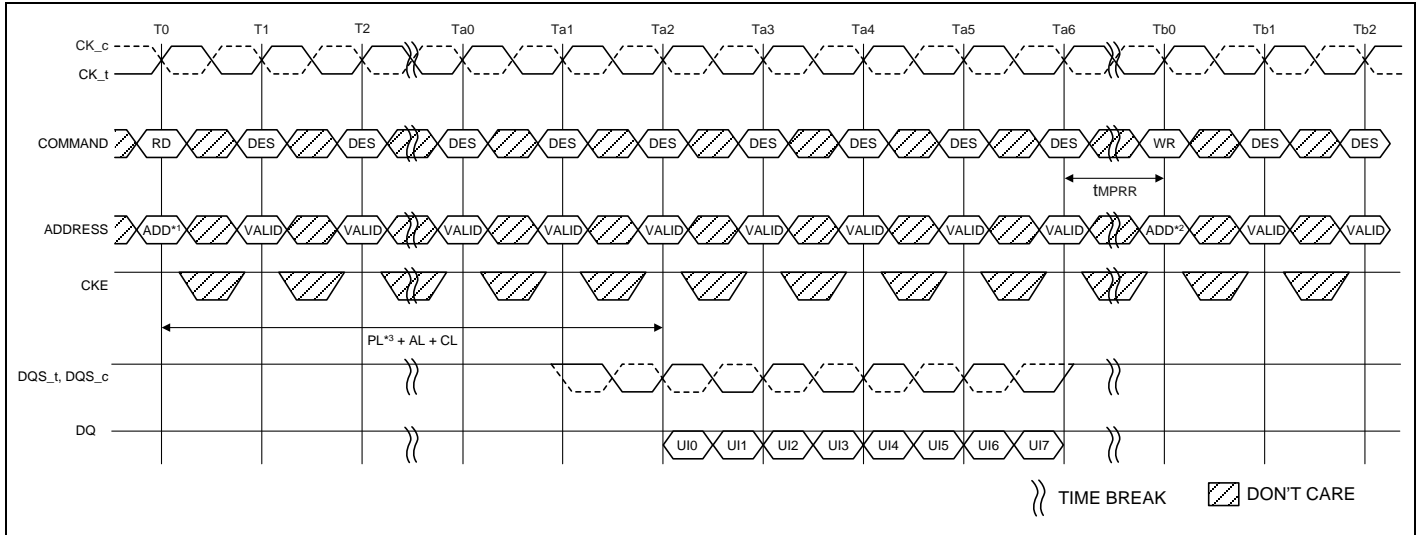 T0 T1 T2 Ta0 Ta1 Ta2 Ta3 Ta4 Ta5 Ta6 Tb0 Tb1 Tb2
CK_c
CK_t
COMMAND RD DES DES DES DES DES DES DES DES DES WR DES DES
tMPRR
ADDRESS ADD*1 VALID VALID VALID VALID VALID VALID VALID VALID VALID ADD*2 VALID VALID
CKE
PL*3 + AL + CL
DQS_t, DQS_c
DQ UI0 UI1 UI2 UI3 UI4 UI5 UI6 UI7
TIME BREAK DON'T CARE